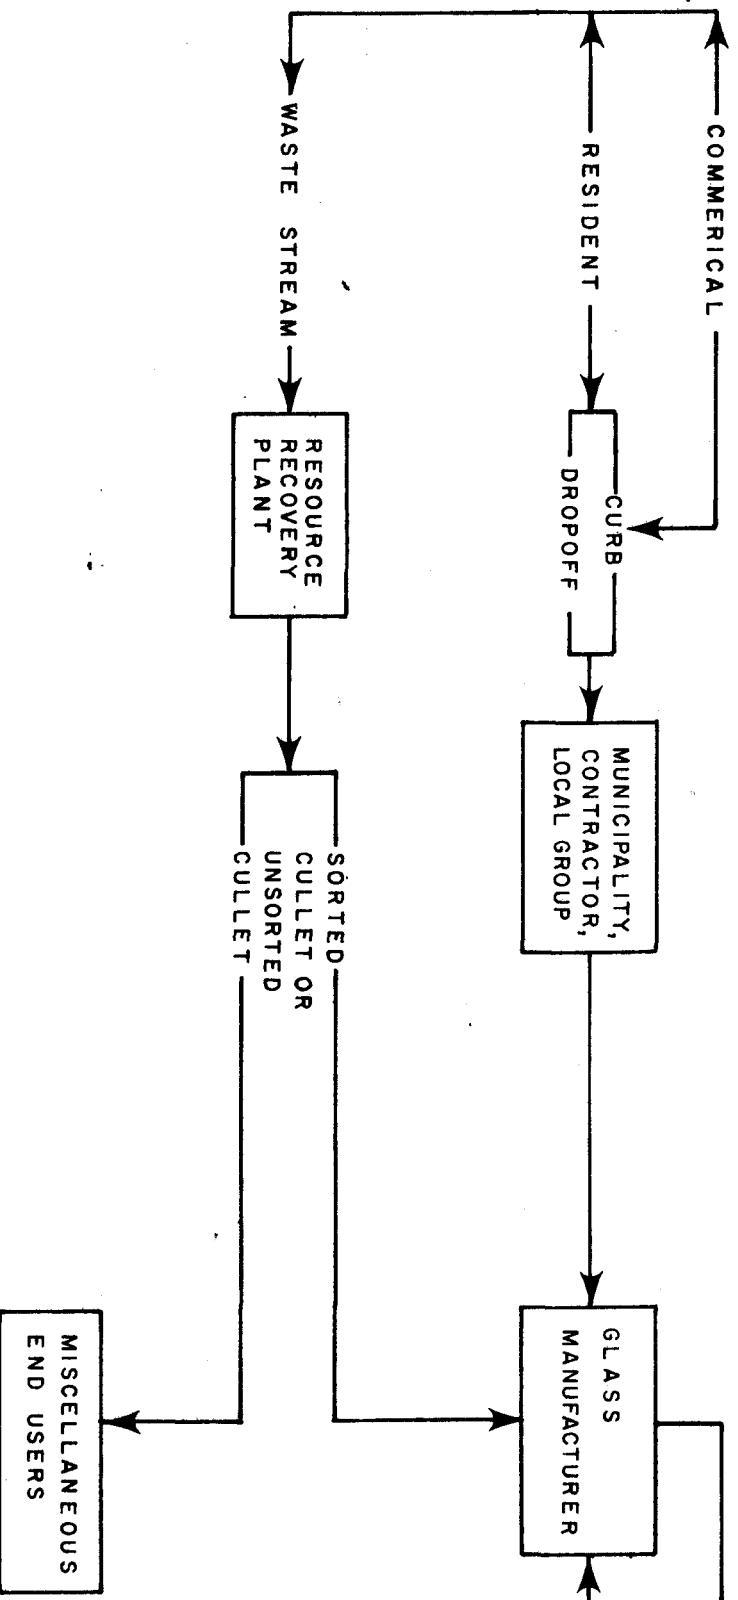 COMMERICAL
RESIDENT
CURB
DROPOFF
MUNICIPALITY,
CONTRACTOR,
LOCAL GROUP
GLASS
MANUFACTURER
WASTE STREAM
RESOURCE
RECOVERY
PLANT
SORTED
CULLET OR
UNSORTED
CULLET
MISCELLANEOUS
END USERS